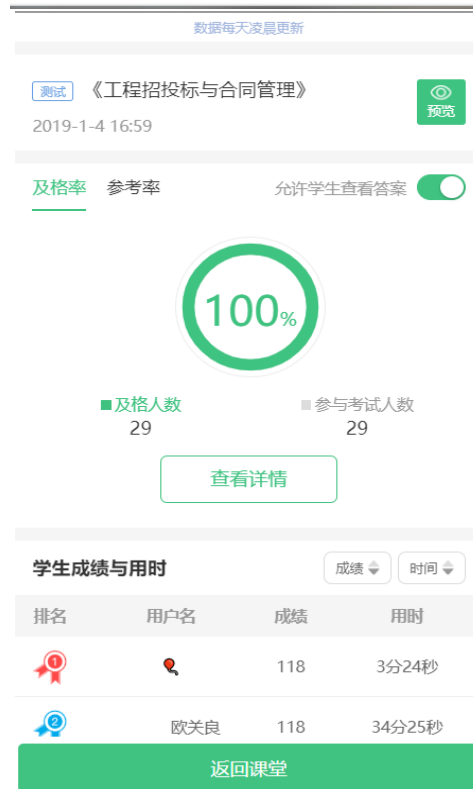 数据每天凌晨更新
测试 《工程招投标与合同管理》
预览
2019-1-4 16:59
及格率 参考率 允许学生查看答案
100%
及格人数 参与考试人数
29 29
查看详情
学生成绩与用时 成绩 时间
排名 用户名 成绩 用时
1 118 3分24秒
2 欧关良 118 34分25秒
返回课堂